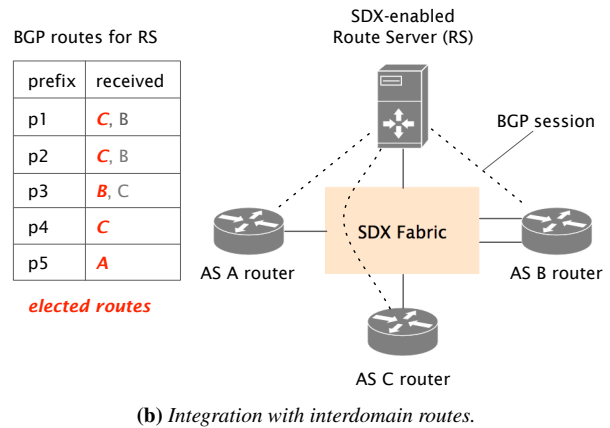 SDX-enabled
Route Server (RS)
BGP routes for RS
prefix received
p1 C, B
p2 C, B
p3 B, C
p4 C
p5 A
elected routes
BGP session
SDX Fabric
AS A router
AS B router
AS C router
(b) Integration with interdomain routes.